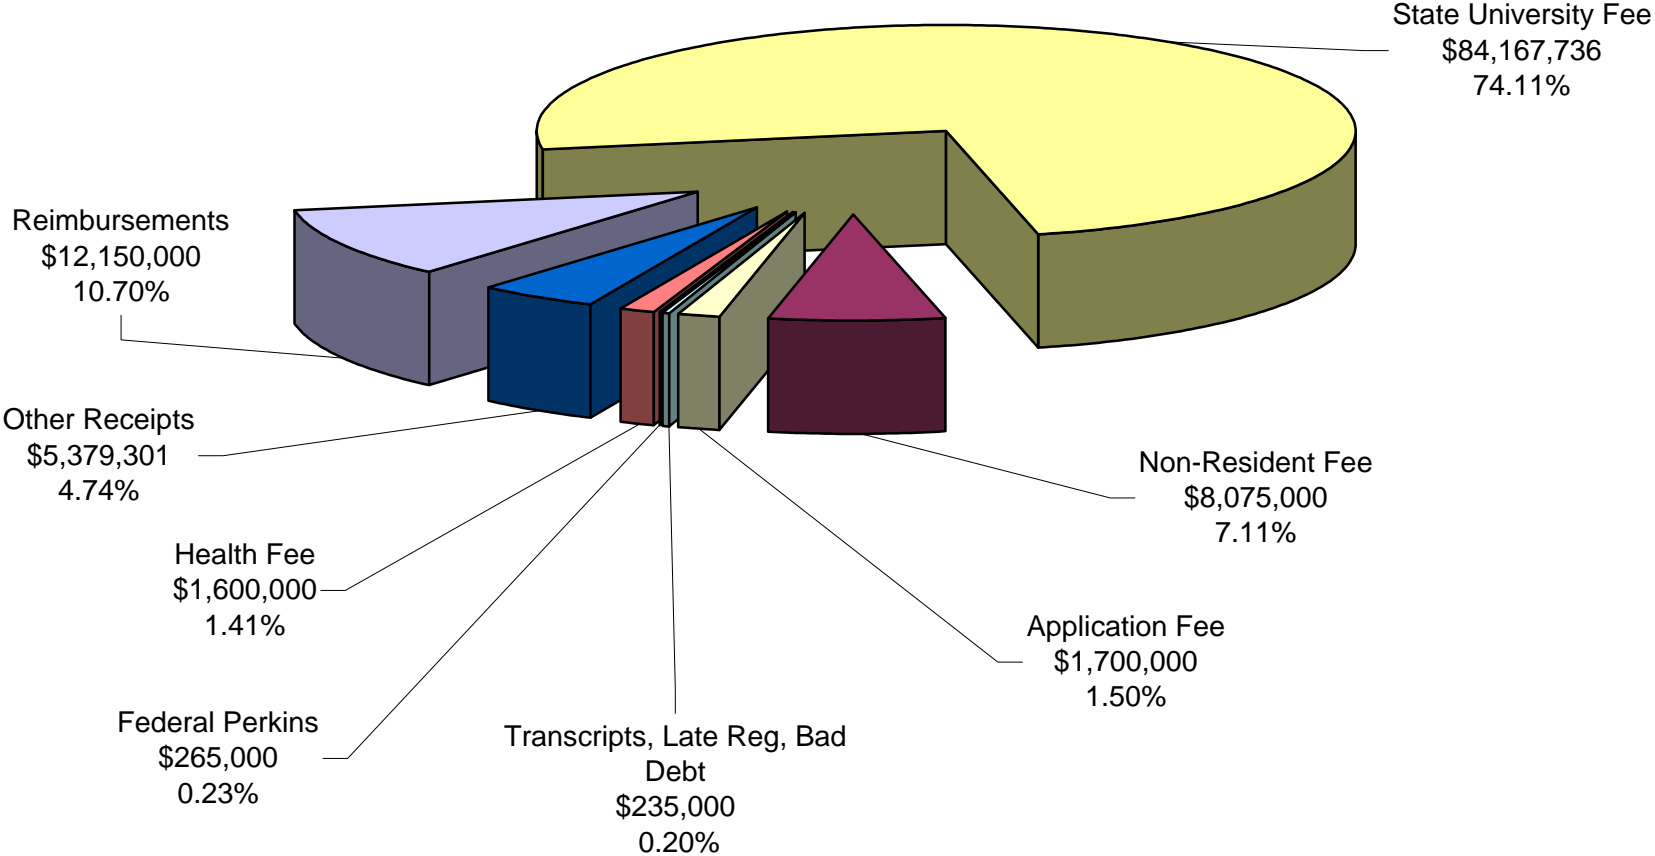 State University Fee
$84,167,736
74.11%
Reimbursements
$12,150,000
10.70%
Other Receipts
$5,379,301
4.74%
Non-Resident Fee
$8,075,000
7.11%
Health Fee
$1,600,000
1.41%
Application Fee
$1,700,000
1.50%
Federal Perkins
$265,000
0.23%
Transcripts, Late Reg, Bad
Debt
$235,000
0.20%